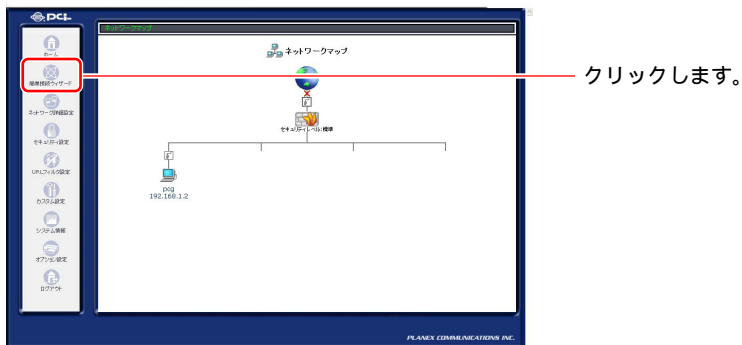 PCI
ネットワークマップ
ネットワークマップ
ホーム
簡単接続ウィザード
クリックします。
ネットワーク詳細設定
セキュリティレベル:標準
セキュリティ設定
URLフィルタ設定
pcg
192.168.1.2
カスタム設定
システム情報
オプション設定
ログアウト
PLANEX COMMUNICATIONS INC.